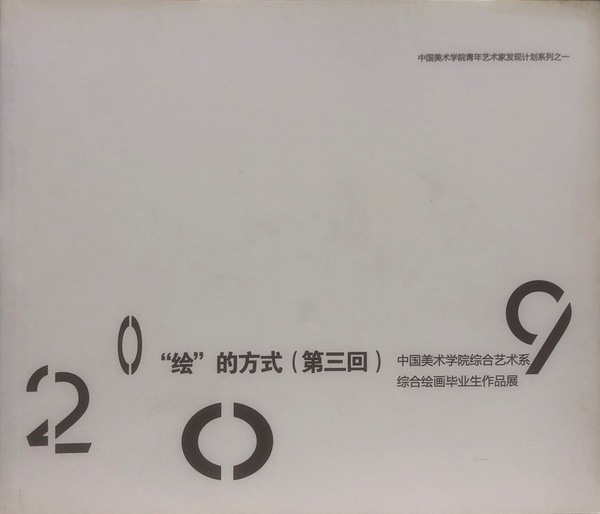 中国美术学院青年艺术家发现计划系列之一
2009
“绘”的方式（第三回）
中国美术学院综合艺术系
综合绘画毕业生作品展